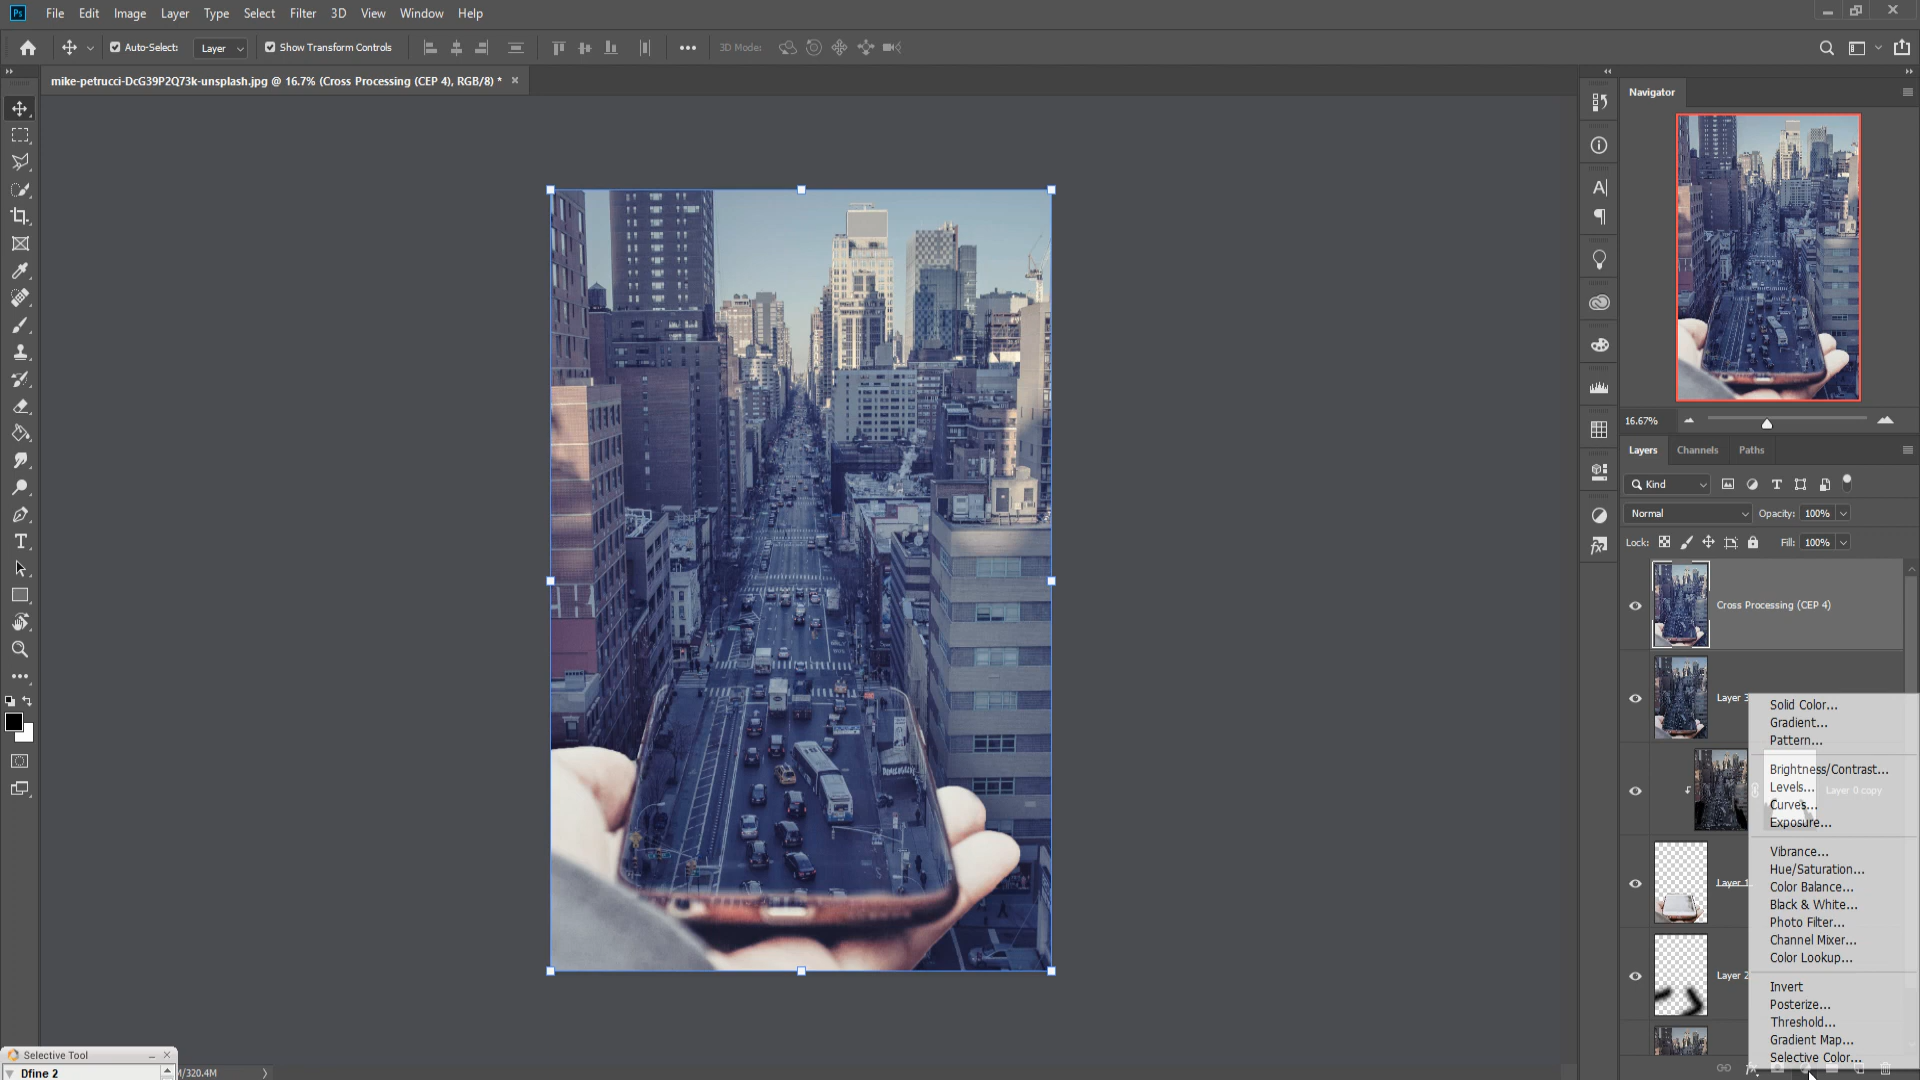 Ps File Edit Image Layer Type Select Filter 3D View Window Help
Auto-Select: Layer Show Transform Controls 3D Mode:
mike-petrucci-DcG39P2Q73k-unsplash.jpg @ 16.7% (Cross Processing (CEP 4), RGB/8) * ×
Navigator
16.67%
Layers Channels Paths
Kind
Normal Opacity: 100%
Lock: Fill: 100%
Cross Processing (CEP 4)
Layer 3
Solid Color...
Gradient...
Pattern...
Brightness/Contrast...
Levels...
Layer 0 copy
Curves...
Exposure...
Vibrance...
Hue/Saturation...
Layer 1
Color Balance...
Black & White...
Photo Filter...
Channel Mixer...
Color Lookup...
Layer 2
Invert
Posterize...
Threshold...
Gradient Map...
Selective Color...
Selective Tool
Dfine 2
M/320.4M